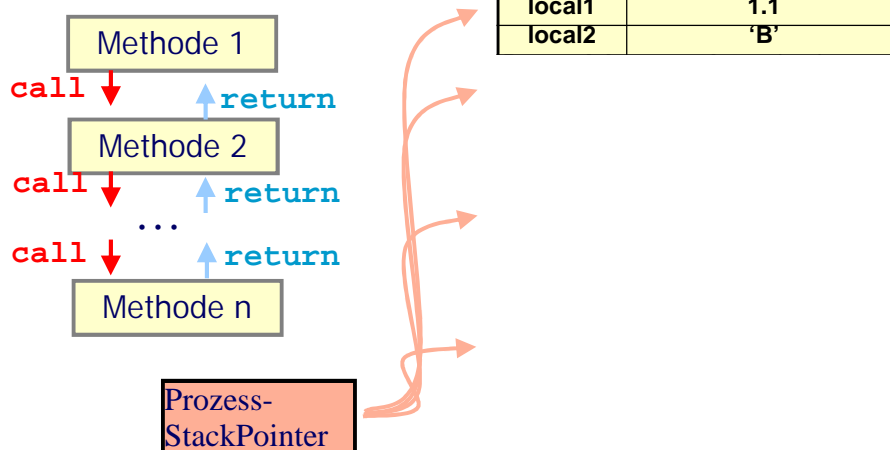 local1 1.1
local2 ‘B’
Methode 1
call return
Methode 2
call return
...
call return
Methode n
Prozess-
StackPointer